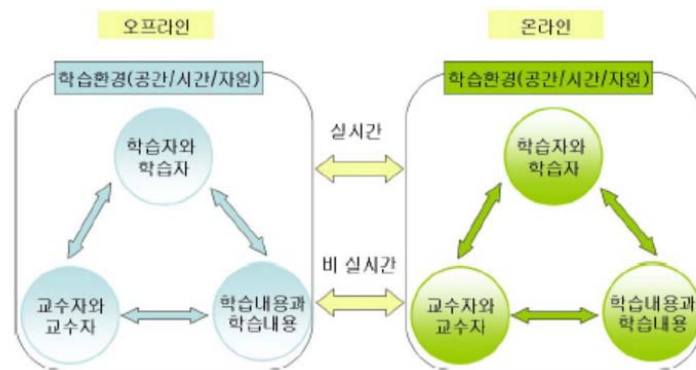 오프라인
온라인
학습환경(공간/시간/자원)
학습환경(공간/시간/자원)
학습자와
학습자
교수자와
교수자
학습내용과
학습내용
실시간
비 실시간
학습자와
학습자
교수자와
교수자
학습내용과
학습내용